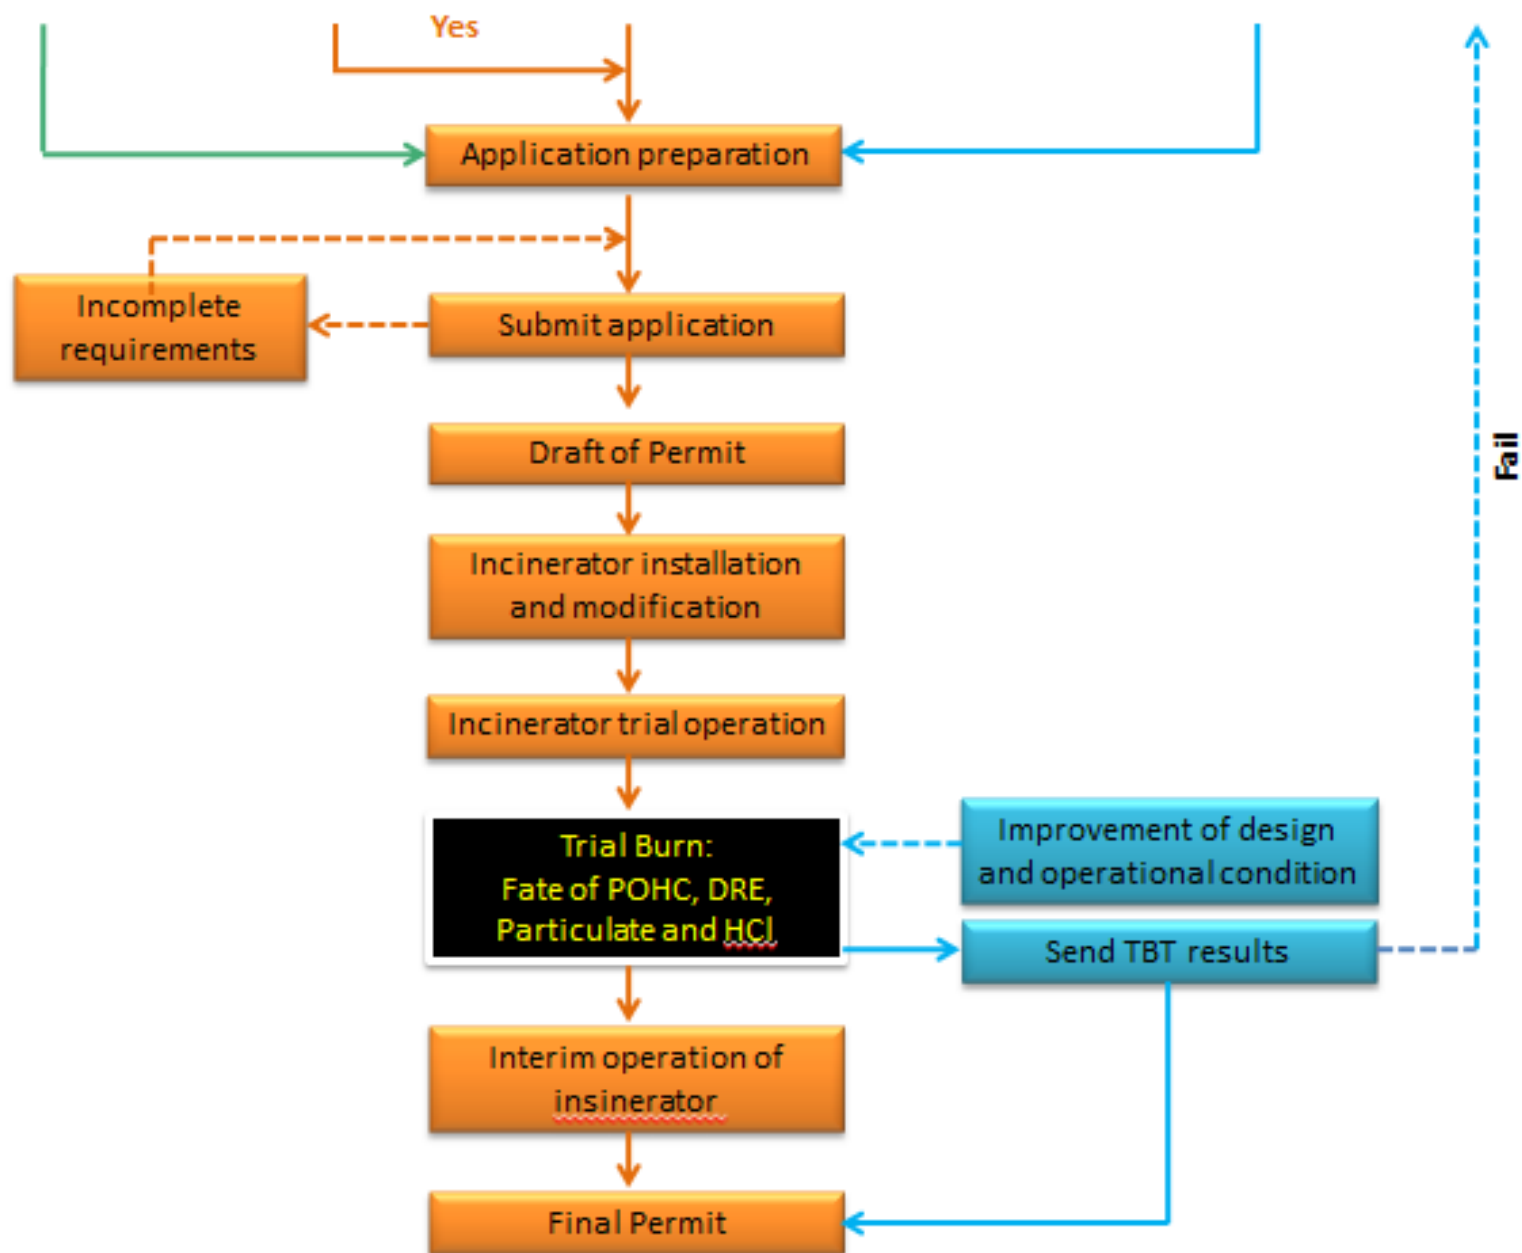 Yes
Application preparation
Incomplete
requirements
Submit application
Draft of Permit
Incinerator installation
and modification
Incinerator trial operation
Trial Burn:
Fate of POHC, DRE,
Particulate and HCl
Improvement of design
and operational condition
Send TBT results
Fail
Interim operation of
insinerator
Final Permit